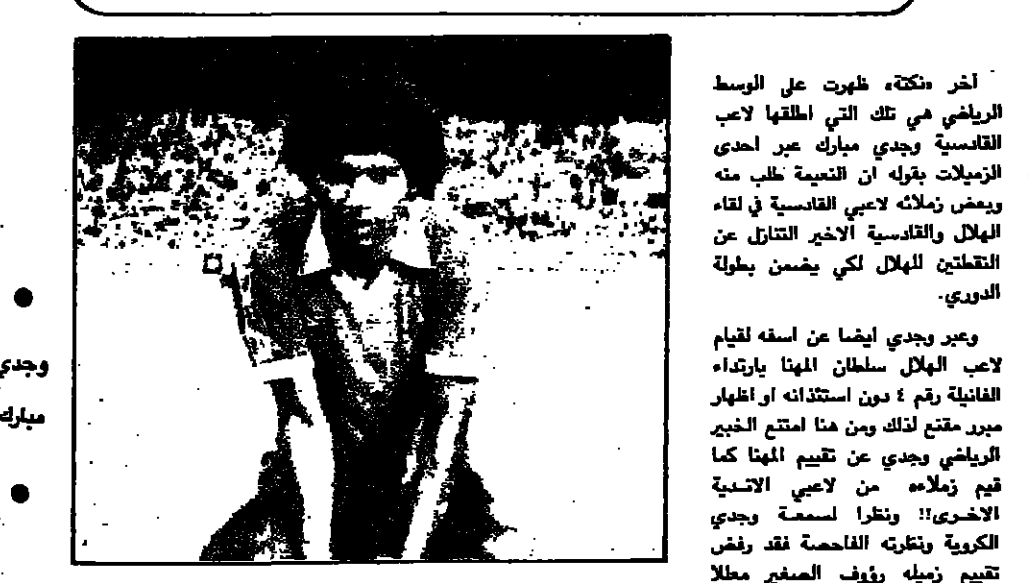 آخر «نكتة» ظهرت على الوسط
الرياضي هي تلك التي اطلقها لاعب
القادسية وجدي مبارك عبر احدى
الزميلات بقوله ان النعيمة طلب منه
وبعض زملائه لاعبي القادسية في لقاء
الهلال والقادسية الاخير التنازل عن
النقطتين للهلال لكي يضمن بطولة
الدوري.
وعبر وجدي ايضا عن اسفه لقيام
لاعب الهلال سلطان المهنا بارتداء
الفانيلة رقم ٤ دون استئذانه او اظهار
مبرر مقنع لذلك ومن هنا امتنع الخبير
الرياضي وجدي عن تقييم المهنا كما
قيم زملاءه من لاعبي الاندية
الاخرى!! ونظرا لسمعة وجدي
الكروية ونظرته الفاحصة فقد رفض
تقييم زميله رؤوف الصغير معللا
وجدي
مبارك